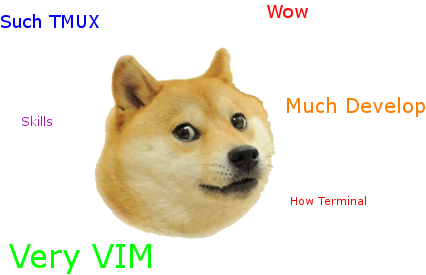 Wow
Such TMUX
Much Develop
Skills
How Terminal
Very VIM